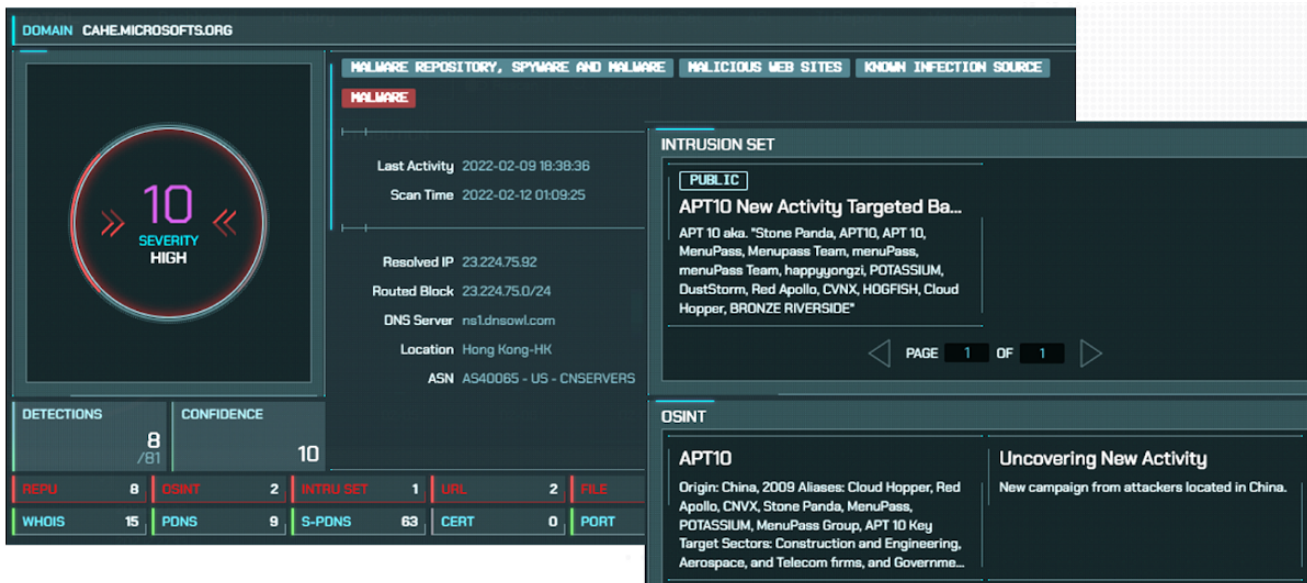 DOMAIN CAHE.MICROSOFTS.ORG
MALWARE REPOSITORY, SPYWARE AND MALWARE MALICIOUS WEB SITES KNOWN INFECTION SOURCE
MALWARE
10
SEVERITY
HIGH
Last Activity 2022-02-09 18:38:36
Scan Time 2022-02-12 01:09:25
Resolved IP 23.224.75.92
Routed Block 23.224.75.0/24
DNS Server ns1.dnsowl.com
Location Hong Kong-HK
ASN AS40065 - US - CNSERVERS
DETECTIONS
8
/81
CONFIDENCE
10
REPU 8 OSINT 2 INTRU SET 1 URL 2 FILE
WHOIS 15 PDNS 9 S-PDNS 63 CERT 0 PORT
INTRUSION SET
PUBLIC
APT10 New Activity Targeted Ba...
APT 10 aka. "Stone Panda, APT10, APT 10,
MenuPass, Menupass Team, menuPass,
menuPass Team, happyyongzi, POTASSIUM,
DustStorm, Red Apollo, CVNX, HOGFISH, Cloud
Hopper, BRONZE RIVERSIDE"
PAGE 1 OF 1
OSINT
APT10
Origin: China, 2009 Aliases: Cloud Hopper, Red
Apollo, CNVX, Stone Panda, MenuPass,
POTASSIUM, MenuPass Group, APT 10 Key
Target Sectors: Construction and Engineering,
Aerospace, and Telecom firms, and Governme...
Uncovering New Activity
New campaign from attackers located in China.